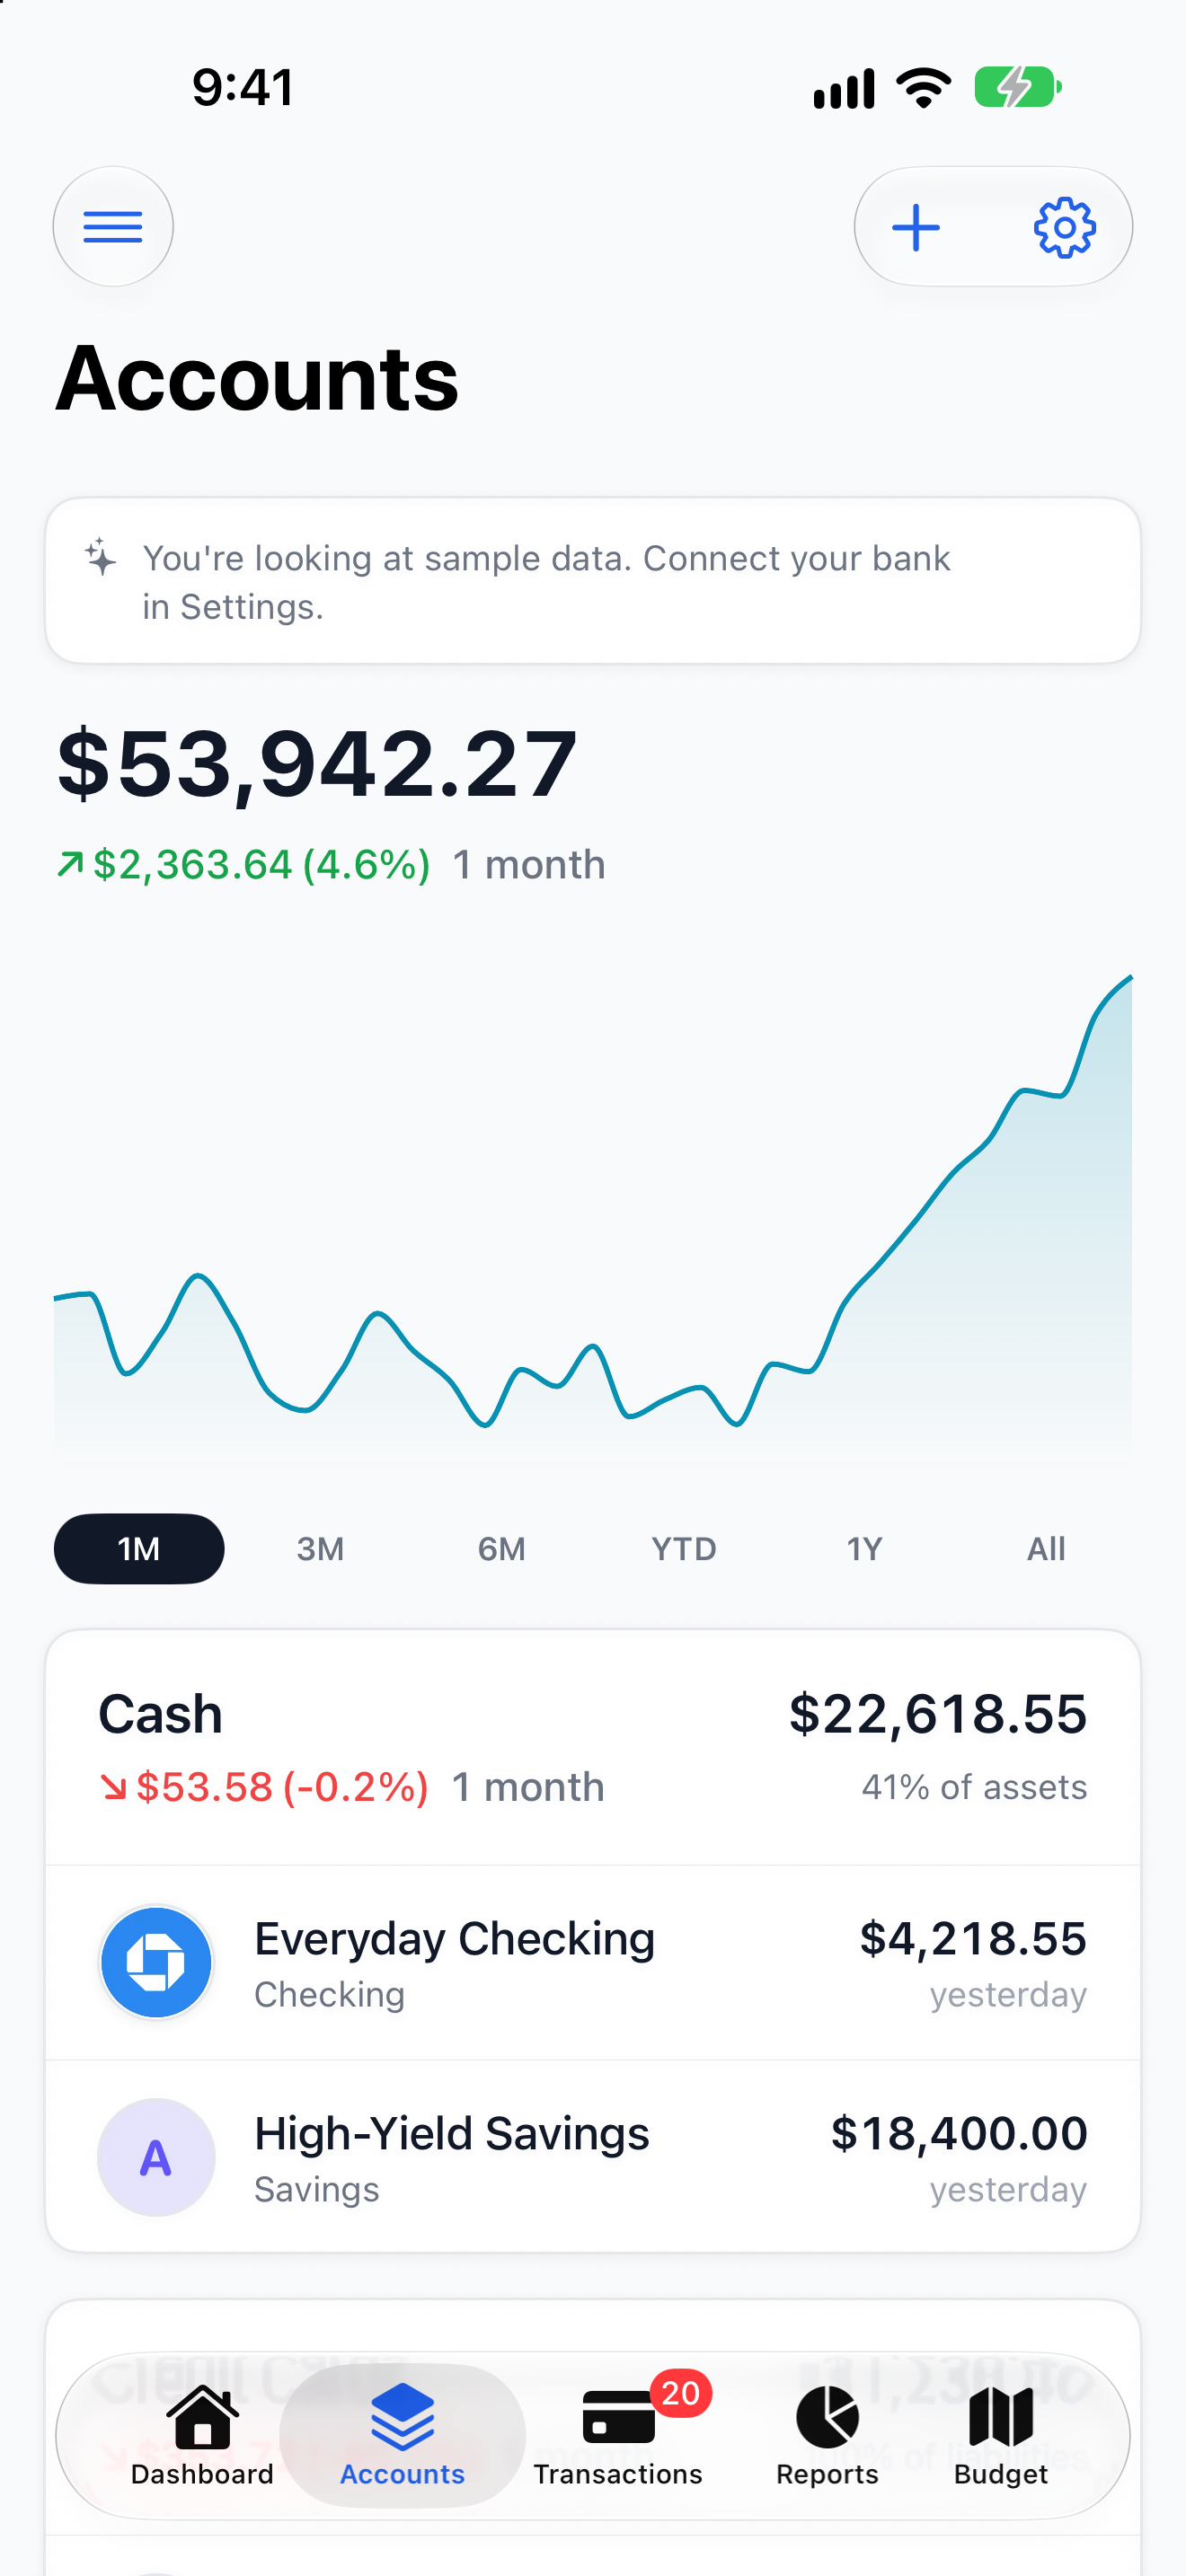 9:41
Accounts
You're looking at sample data. Connect your bank
in Settings.
$53,942.27
$2,363.64 (4.6%) 1 month
1M 3M 6M YTD 1Y All
Cash $22,618.55
$53.58 (-0.2%) 1 month 41% of assets
Everyday Checking $4,218.55
Checking yesterday
A High-Yield Savings $18,400.00
Savings yesterday
20
Dashboard Accounts Transactions Reports Budget